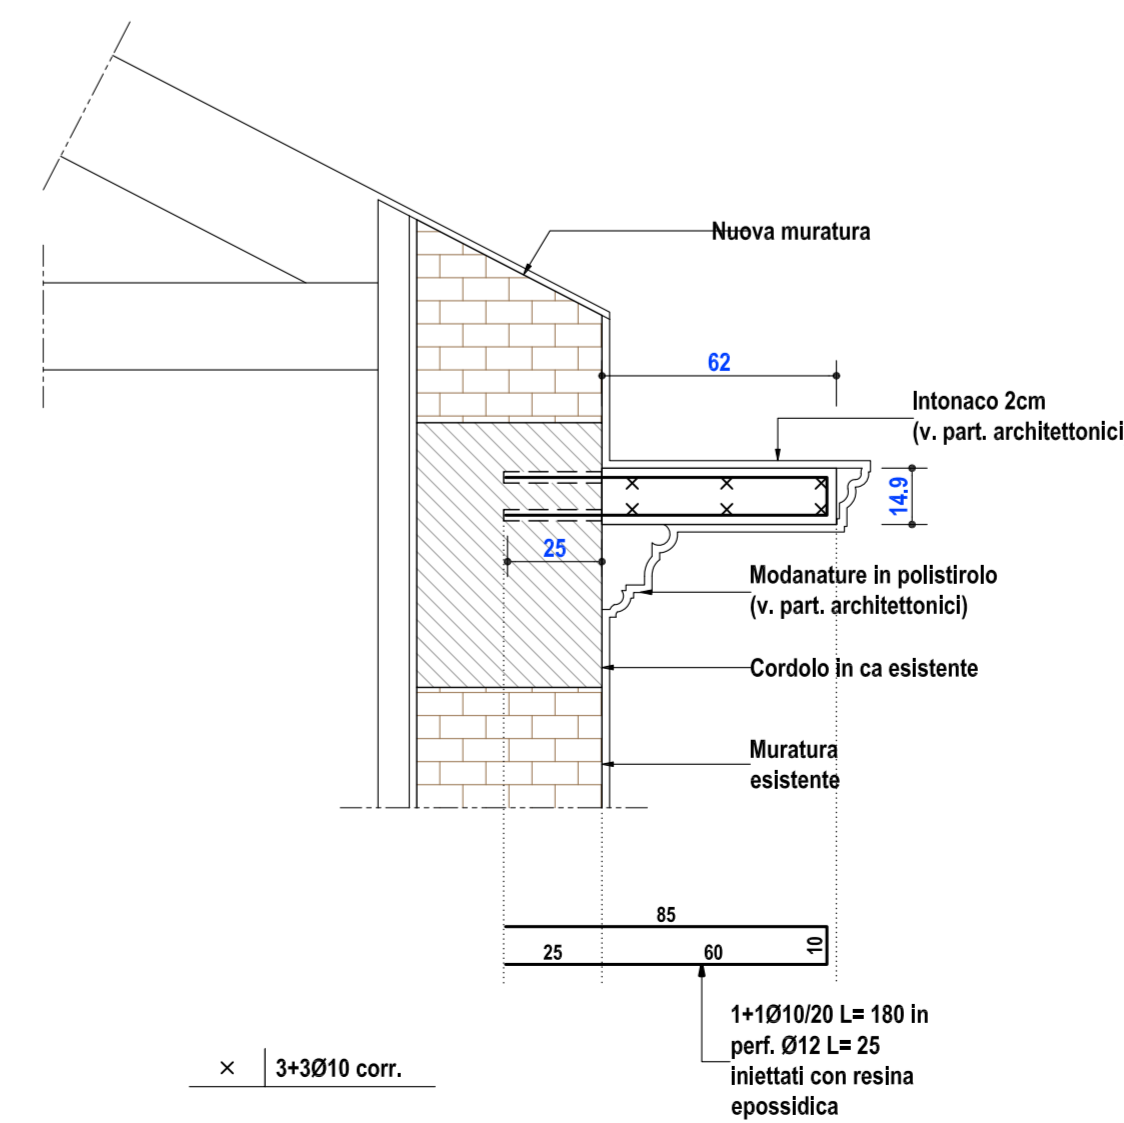 Nuova muratura
62
Intonaco 2cm
(v. part. architettonici
14.9
25
Modanature in polistirolo
(v. part. architettonici)
Cordolo in ca esistente
Muratura
esistente
85
25
60
10
1+1Ø10/20 L= 180 in
perf. Ø12 L= 25
iniettati con resina
epossidica
3+3Ø10 corr.